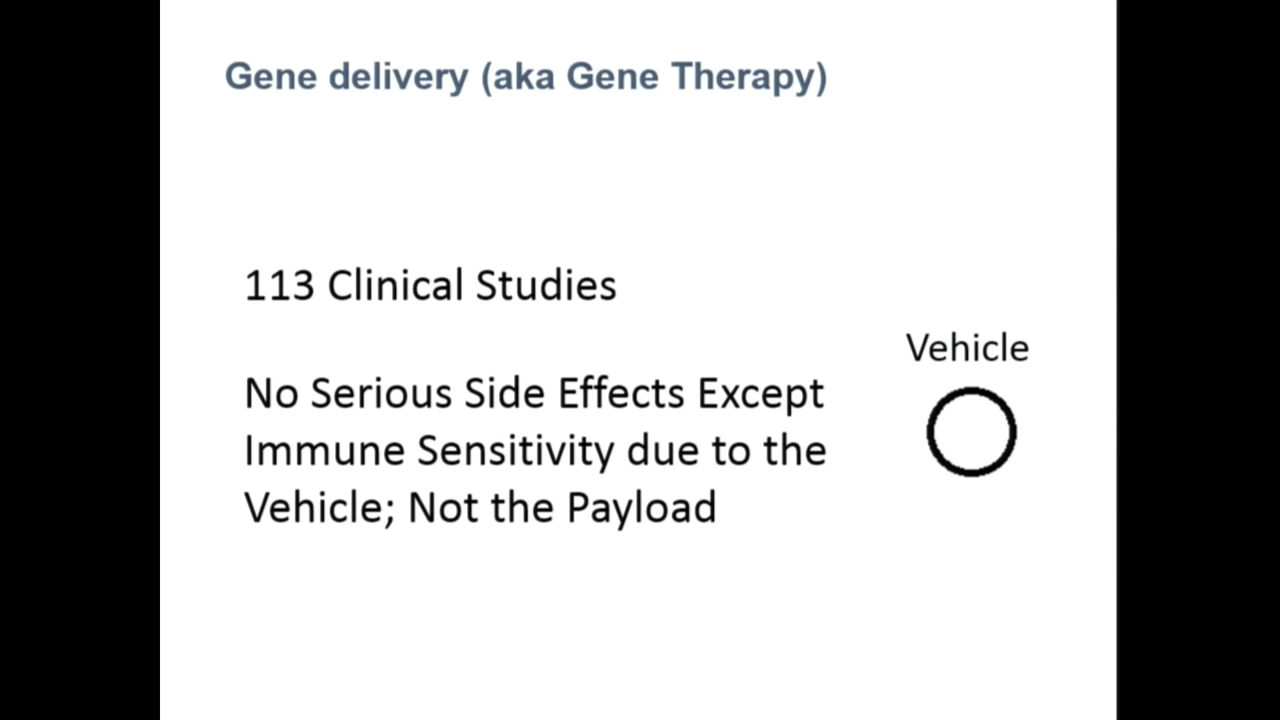 Gene delivery (aka Gene Therapy)
113 Clinical Studies
Vehicle
No Serious Side Effects Except
Immune Sensitivity due to the
Vehicle; Not the Payload